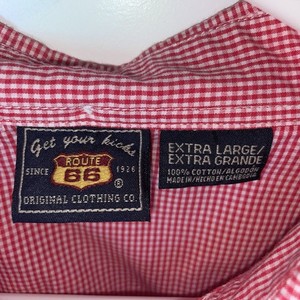 Get your kicks
ROUTE
66
SINCE 1926
®
ORIGINAL CLOTHING CO.
EXTRA LARGE/
EXTRA GRANDE
100% COTTON/ALGODON
MADE IN/HECHO EN CAMBODIA